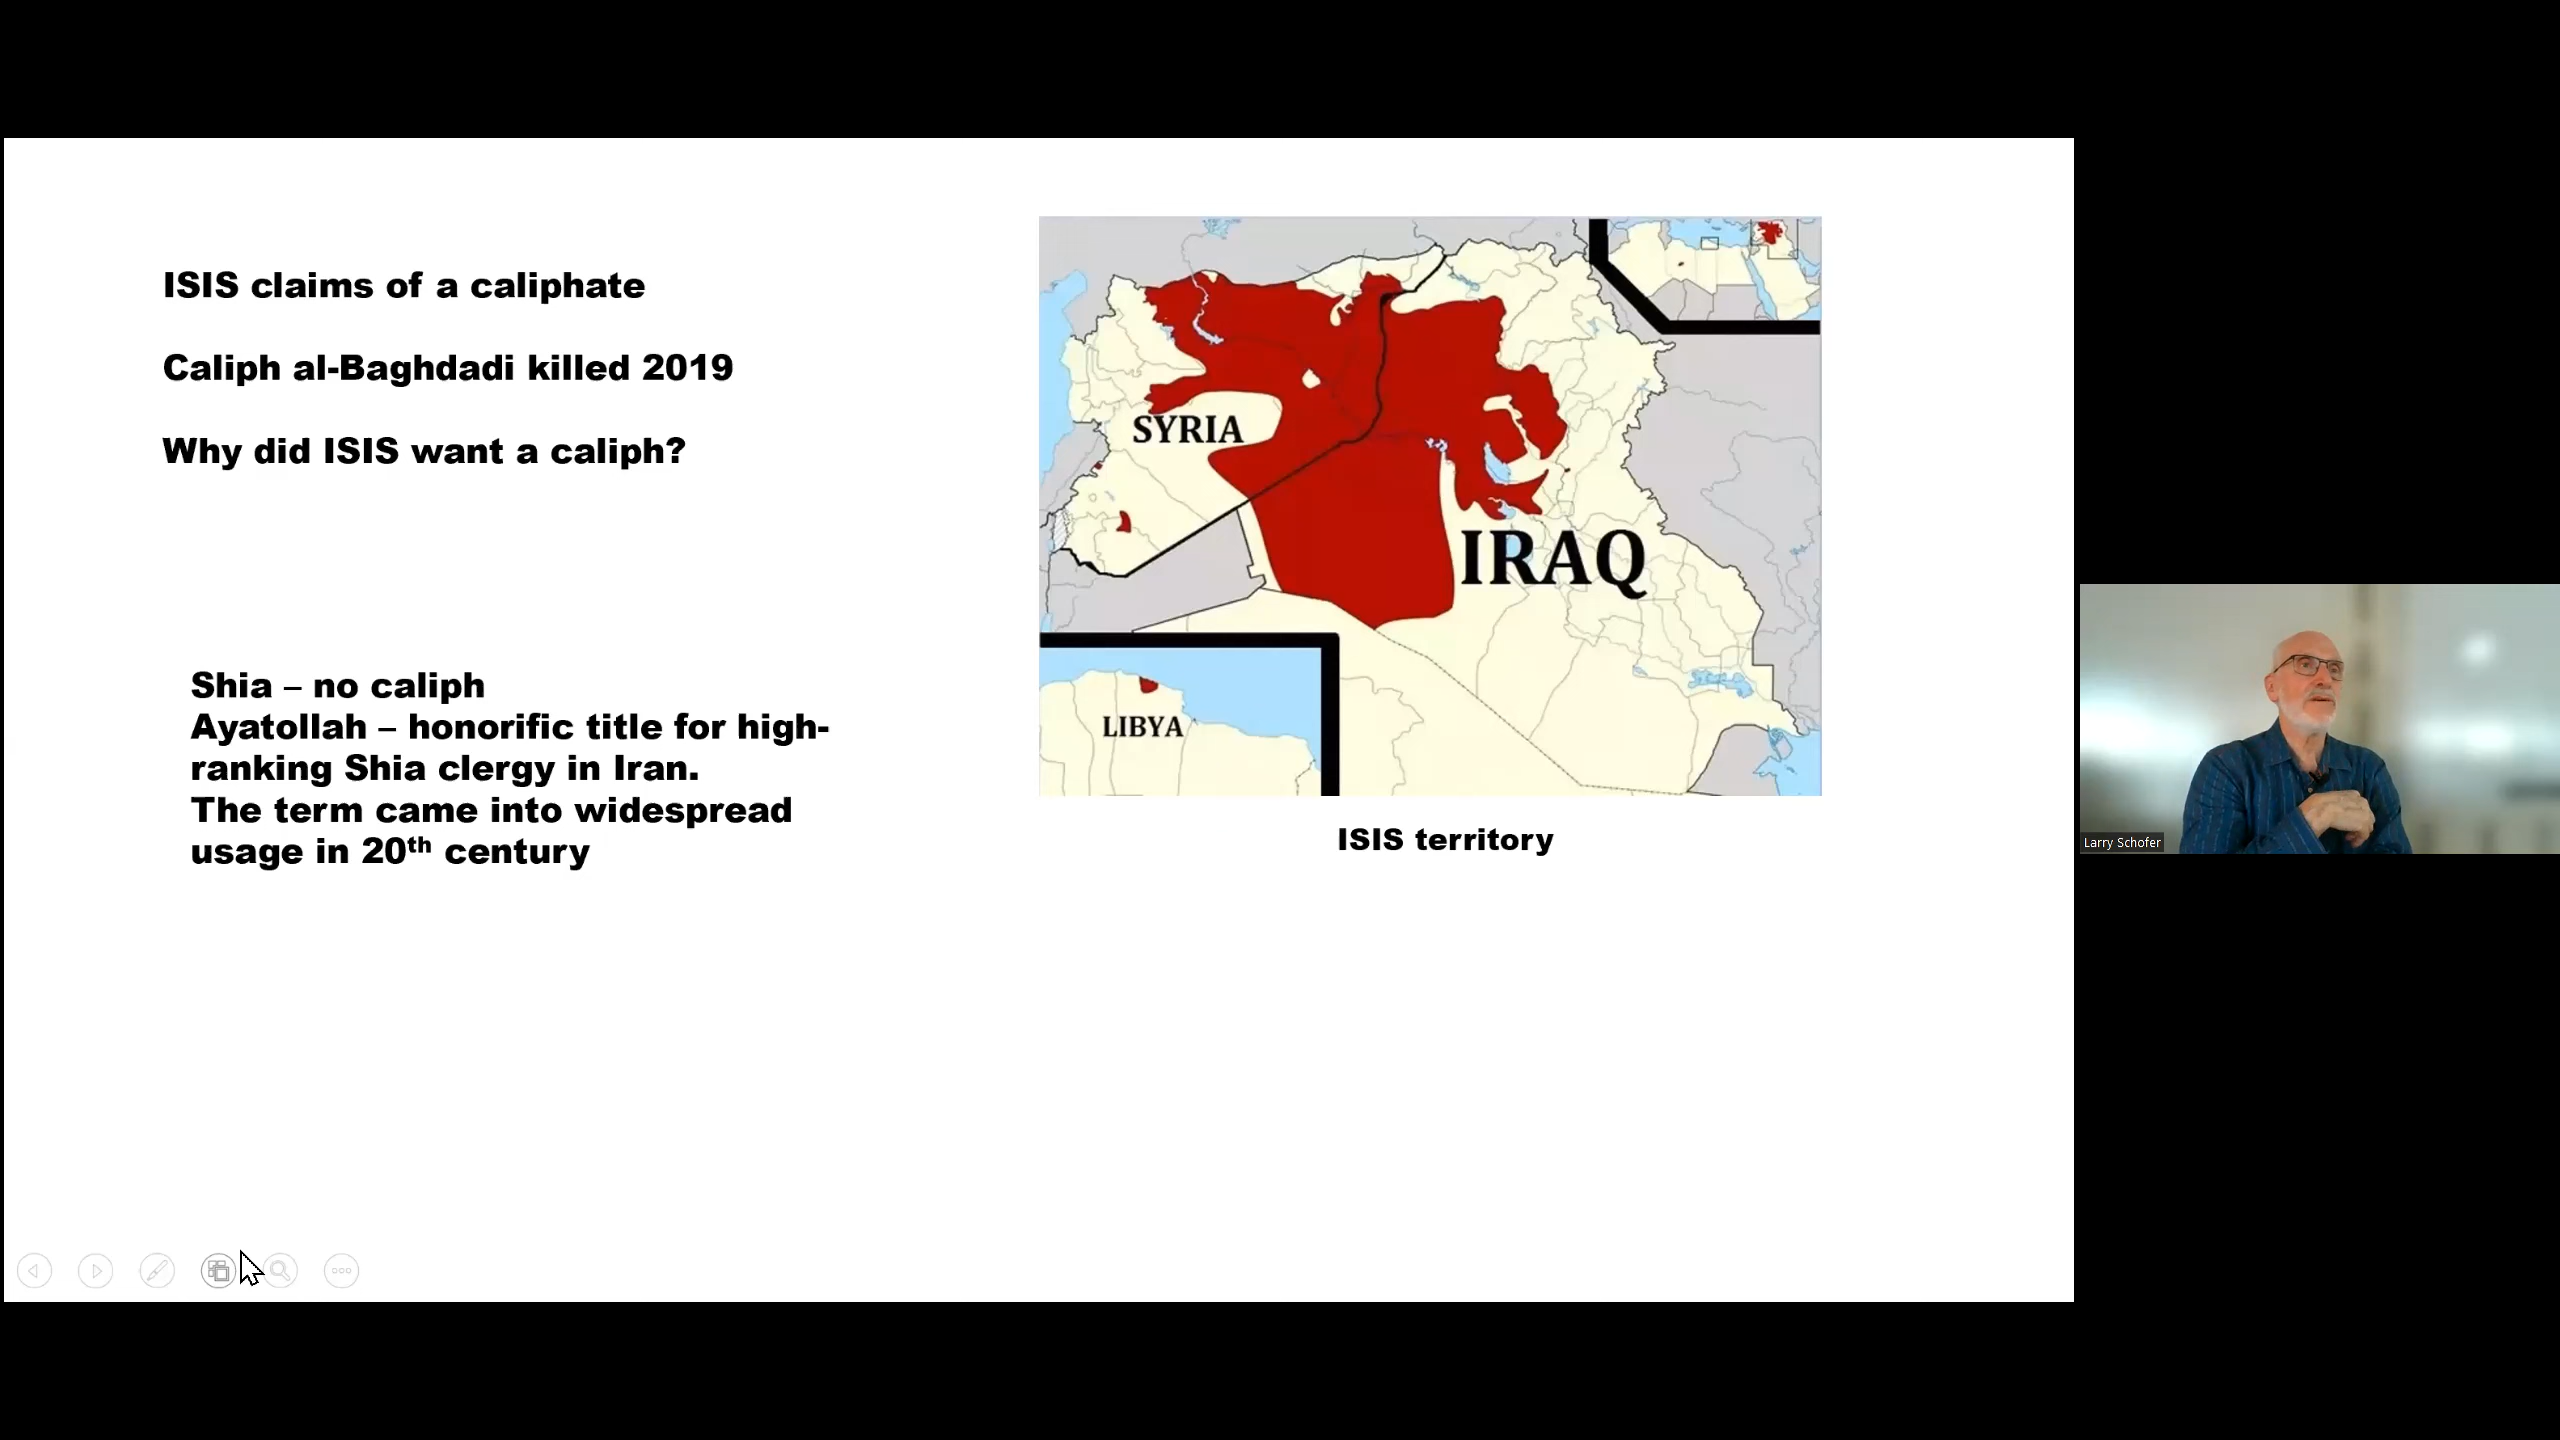 ISIS claims of a caliphate
Caliph al-Baghdadi killed 2019
Why did ISIS want a caliph?
Shia – no caliph
Ayatollah – honorific title for high-
ranking Shia clergy in Iran.
The term came into widespread
usage in 20th century
SYRIA
IRAQ
LIBYA
ISIS territory
Larry Schofer